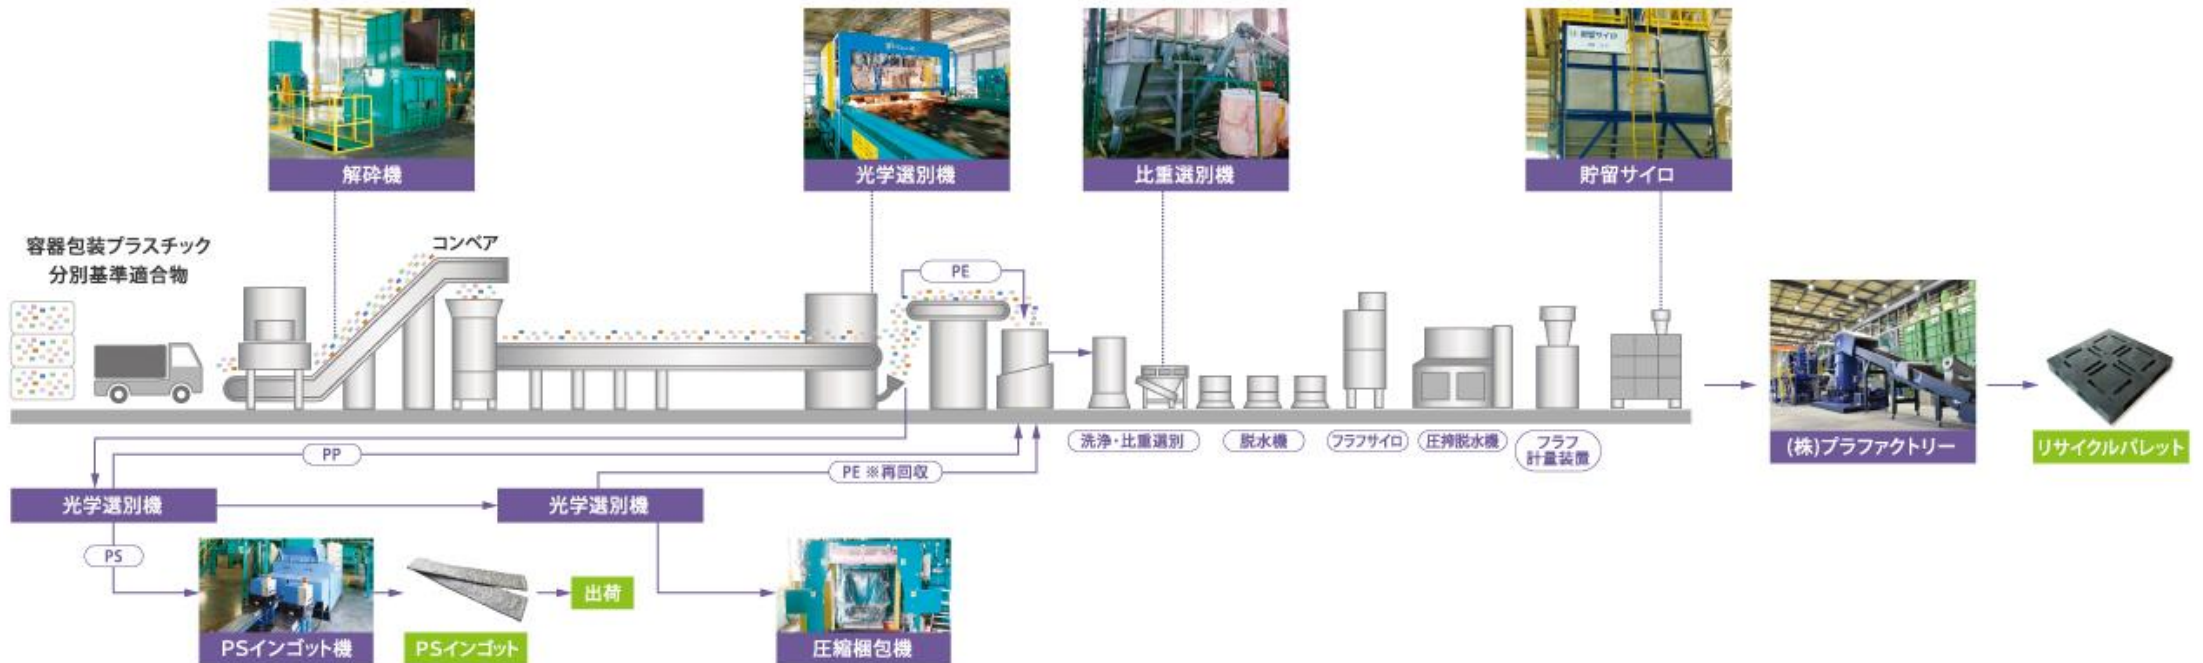 解砕機
光学選別機
比重選別機
貯留サイロ
貯留サイロ
容器包装プラスチック
分別基準適合物
コンベア
PE
洗浄・比重選別
脱水機
フラフサイロ
圧搾脱水機
フラフ
計量装置
(株)プラファクトリー
リサイクルパレット
PP
PE ※再回収
光学選別機
光学選別機
PS
PSインゴット機
PSインゴット
出荷
圧縮梱包機